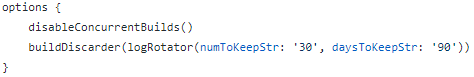 options {
    disableConcurrentBuilds()
    buildDiscarder(logRotator(numToKeepStr: '30', daysToKeepStr: '90'))
}